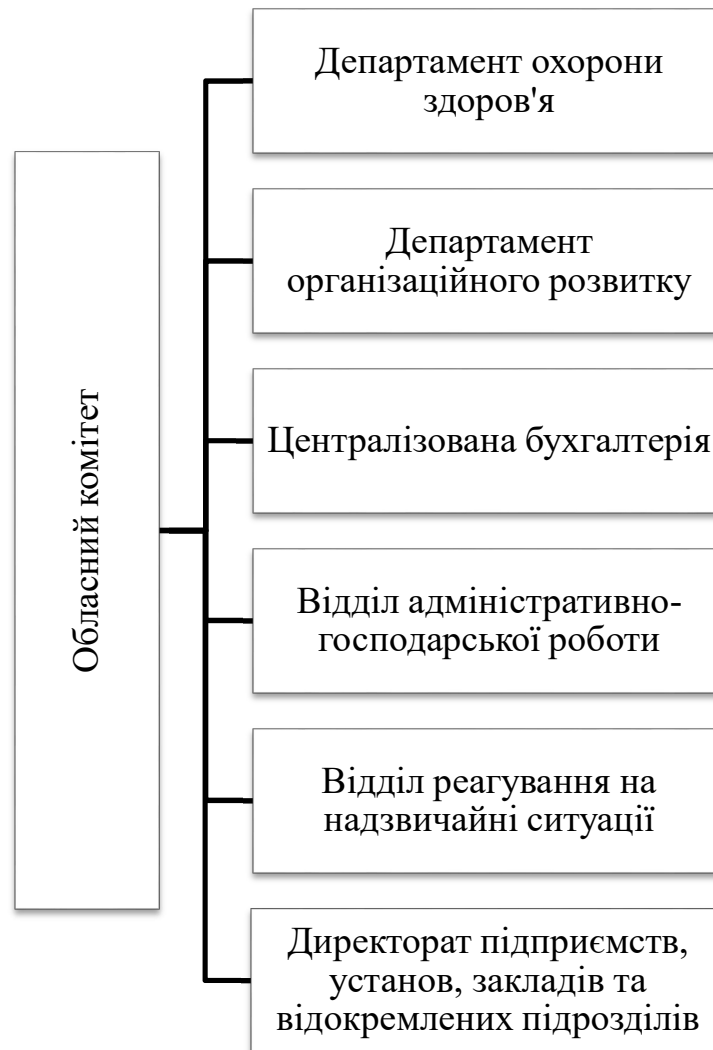 Обласний комітет
Департамент охорони
здоров'я
Департамент
організаційного розвитку
Централізована бухгалтерія
Відділ адміністративно-
господарської роботи
Відділ реагування на
надзвичайні ситуації
Директорат підприємств,
установ, закладів та
відокремлених підрозділів